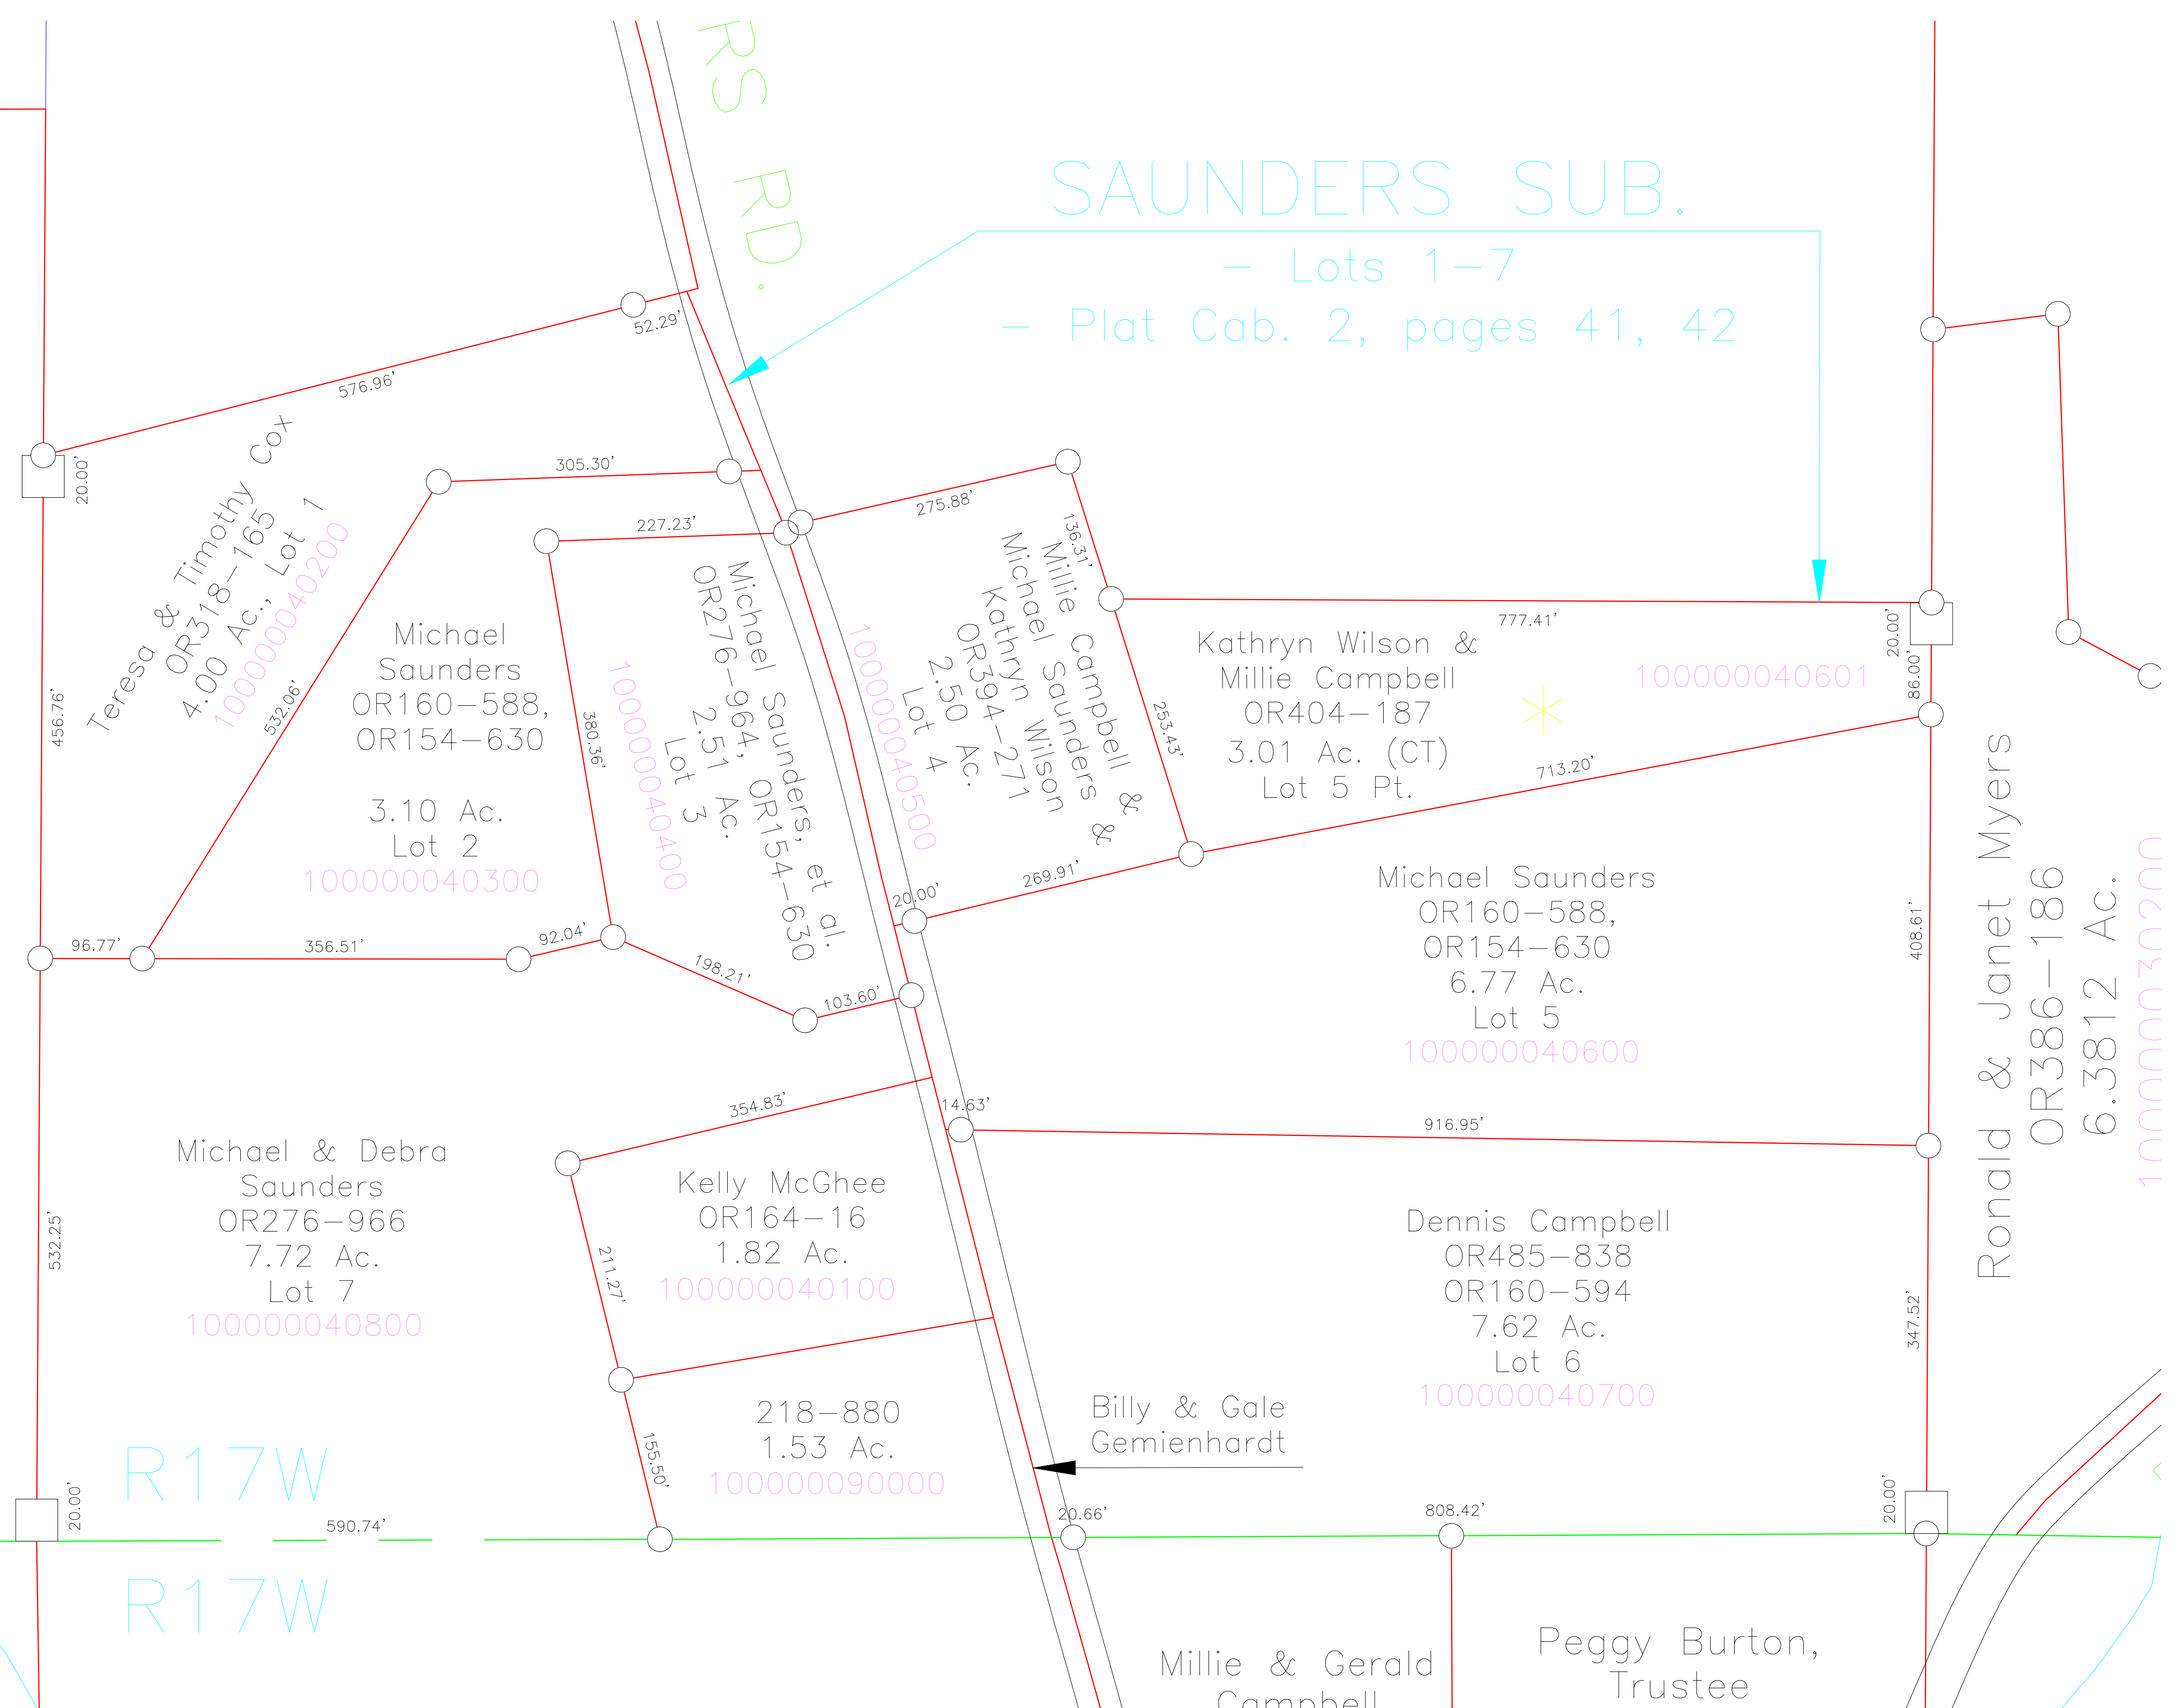 RS RD.
SAUNDERS SUB.
- Lots 1-7
- Plat Cab. 2, pages 41, 42
52.29'
576.96'
20.00'
Teresa & Timothy Cox
OR318-165
4.00 Ac., Lot 1
100000040200
456.76'
532.06'
305.30'
227.23'
Michael
Saunders
OR160-588,
OR154-630
3.10 Ac.
Lot 2
100000040300
380.36'
100000040400
Michael Saunders, et al.
OR276-964, OR154-630
2.51 Ac.
Lot 3
275.88'
136.31'
Millie Campbell &
Michael Saunders &
Kathryn Wilson
OR394-271
2.50 Ac.
Lot 4
100000040500
253.43'
777.41'
Kathryn Wilson &
Millie Campbell
OR404-187
3.01 Ac. (CT)
Lot 5 Pt.
100000040601
20.00'
86.00'
713.20'
20.00'
269.91'
96.77'
356.51'
92.04'
198.21'
103.60'
Michael Saunders
OR160-588,
OR154-630
6.77 Ac.
Lot 5
100000040600
408.61'
Ronald & Janet Myers
OR386-186
6.3812 Ac.
100000030200
354.83'
14.63'
916.95'
Michael & Debra
Saunders
OR276-966
7.72 Ac.
Lot 7
100000040800
532.25'
211.27'
Kelly McGhee
OR164-16
1.82 Ac.
100000040100
Dennis Campbell
OR485-838
OR160-594
7.62 Ac.
Lot 6
100000040700
347.52'
155.50'
218-880
1.53 Ac.
100000090000
Billy & Gale
Gemienhardt
R17W
20.00'
590.74'
20.66'
808.42'
20.00'
R17W
Millie & Gerald
Campbell
Peggy Burton,
Trustee